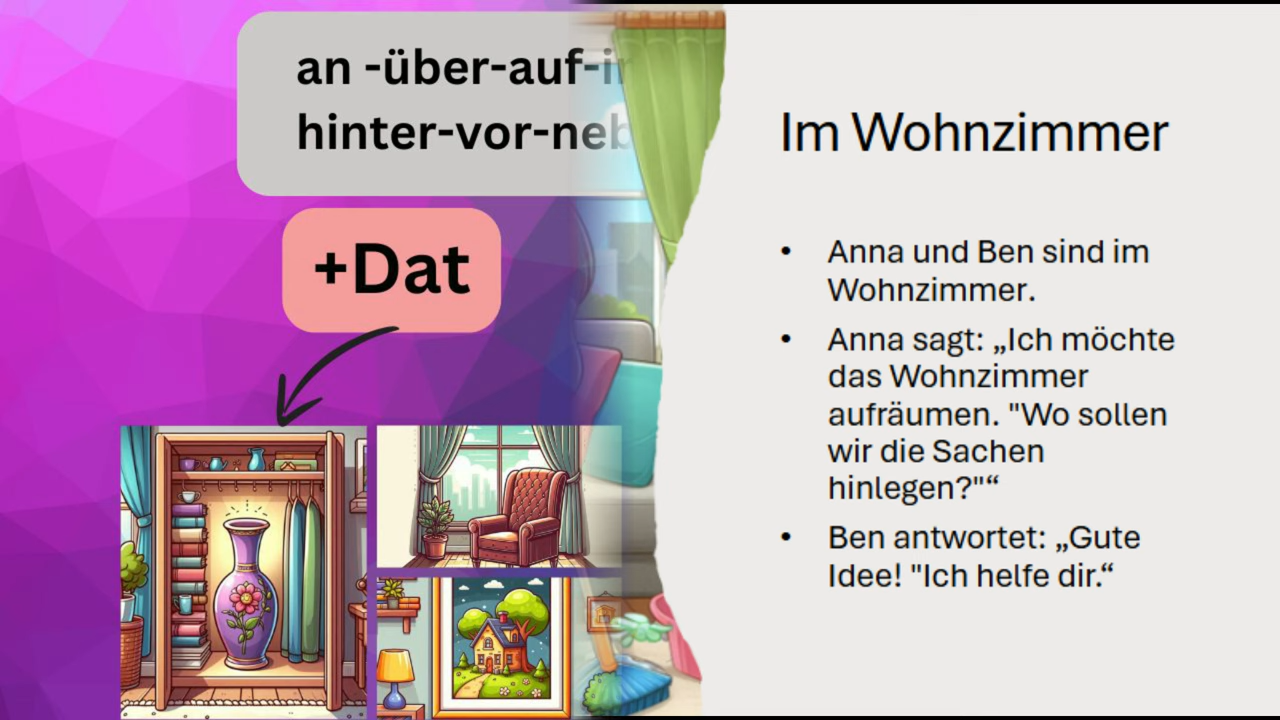 an -über-auf-in
hinter-vor-neb
+Dat
Im Wohnzimmer
• Anna und Ben sind im
Wohnzimmer.
• Anna sagt: „Ich möchte
das Wohnzimmer
aufräumen. "Wo sollen
wir die Sachen
hinlegen?"“
• Ben antwortet: „Gute
Idee! "Ich helfe dir.“